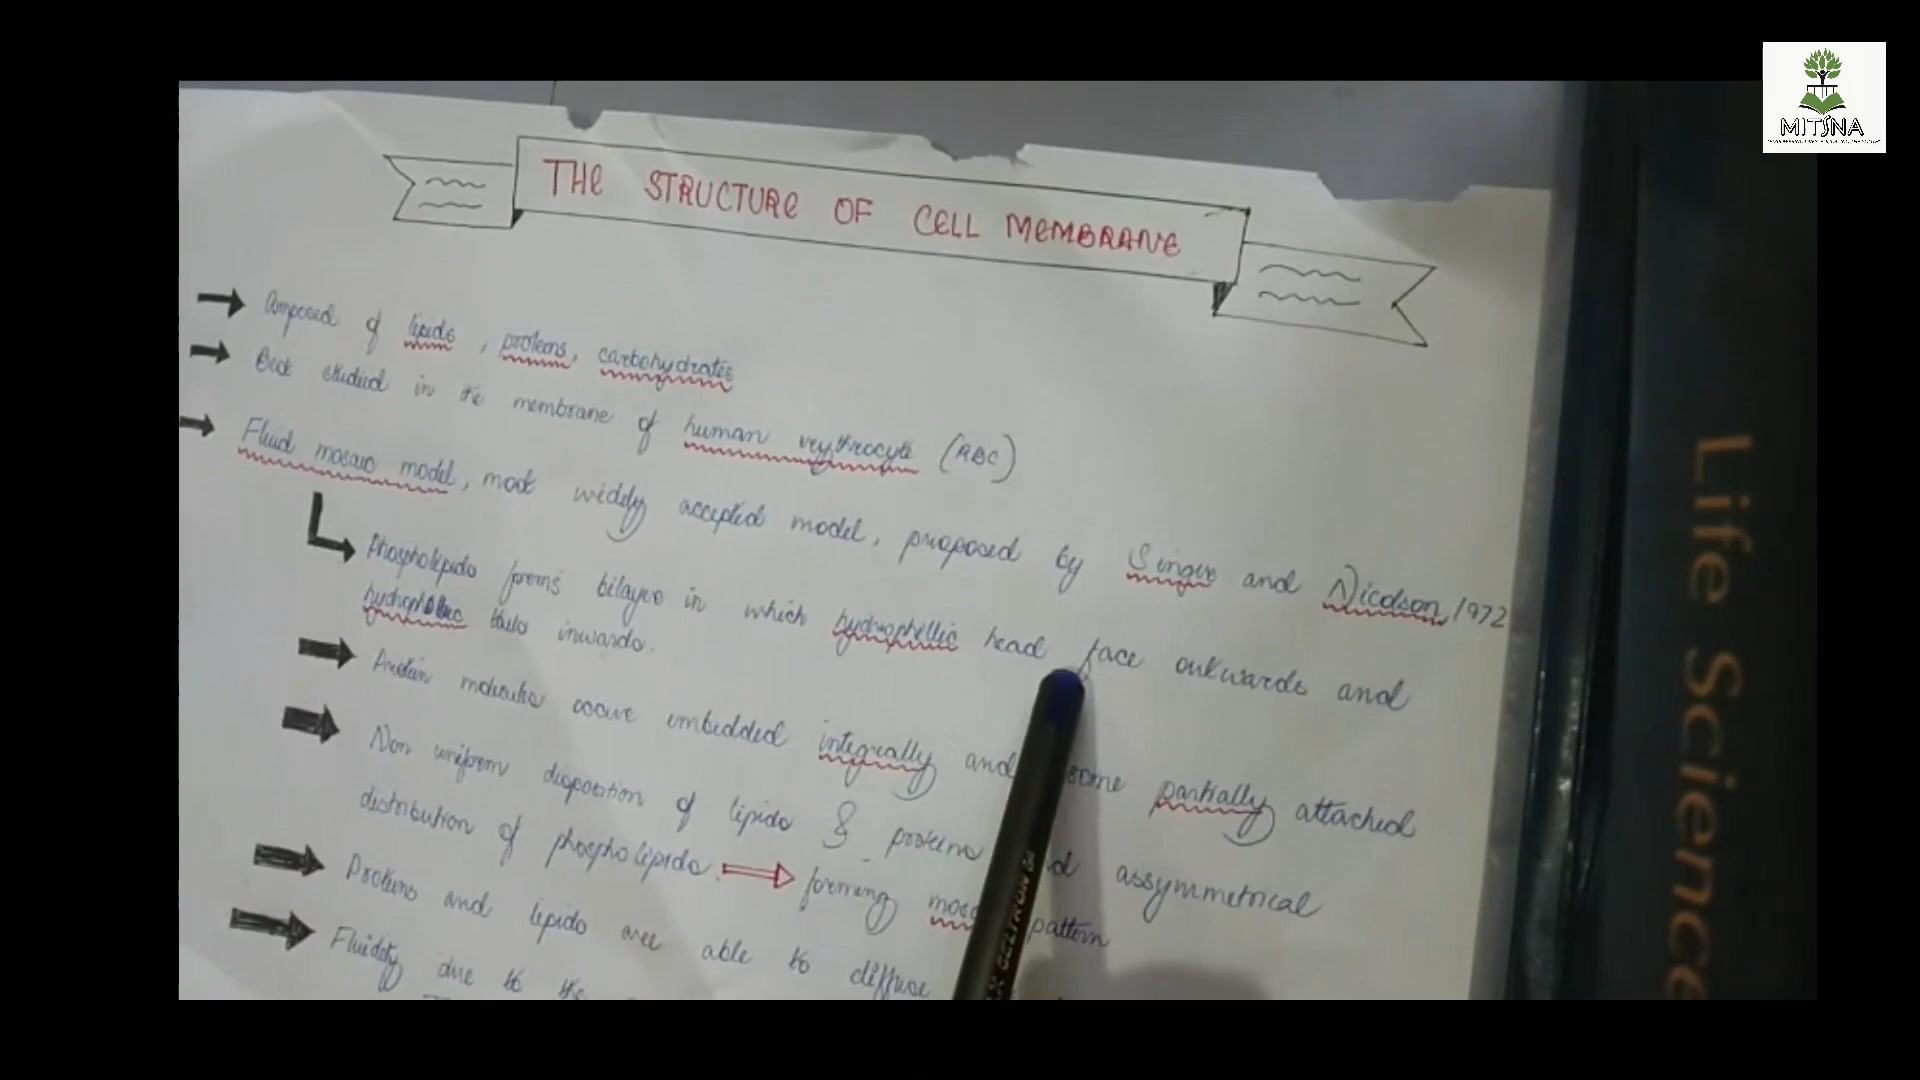 MITSNA
THE STRUCTURE OF CELL MEMBRANE
Composed of lipids, proteins, carbohydrates
Best studied in the membrane of human erythrocyte (RBC)
Fluid mosaic model, most widely accepted model, proposed by Singer and Nicolson, 1972
Phospholipids forms bilayer in which hydrophillic head face outwards and
hydrophobic tails inwards.
Protein molecules occur embedded integrally and some partially attached
Non uniform disposition of lipids & proteins and assymmetrical
distribution of phospholipids. forming mosaic pattern
Proteins and lipids are able to diffuse
Fluidity due to the
Life Science